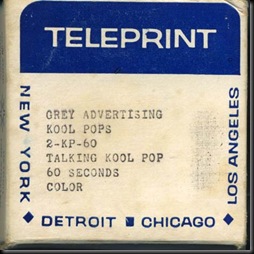 TELEPRINT
NEW YORK
GREY ADVERTISING
KOOL POPS
2-KP-60
TALKING KOOL POP
60 SECONDS
COLOR
LOS ANGELES
DETROIT CHICAGO